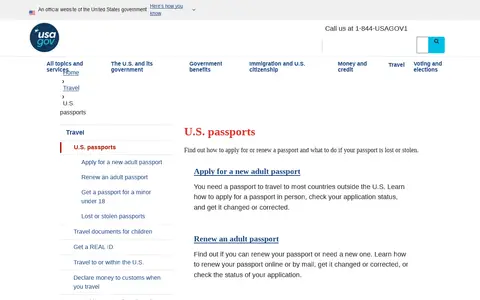 An official website of the United States government Here's how you know
usa gov
Call us at 1-844-USAGOV1
All topics and services
The U.S. and its government
Government benefits
Immigration and U.S. citizenship
Money and credit
Travel
Voting and elections
Home
Travel
U.S. passports
Travel
U.S. passports
Apply for a new adult passport
Renew an adult passport
Get a passport for a minor under 18
Lost or stolen passports
Travel documents for children
Get a REAL ID
Travel to or within the U.S.
Declare money to customs when you travel
U.S. passports
Find out how to apply for or renew a passport and what to do if your passport is lost or stolen.
Apply for a new adult passport
You need a passport to travel to most countries outside the U.S. Learn
how to apply for a passport in person, check your application status,
and get it changed or corrected.
Renew an adult passport
Find out if you can renew your passport or need a new one. Learn how
to renew your passport online or by mail, get it changed or corrected, or
check the status of your application.